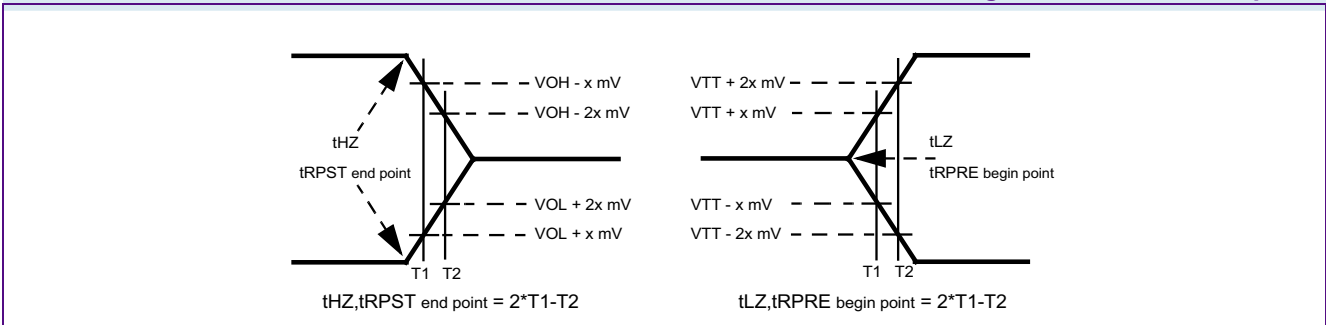 VOH - x mV
VOH - 2x mV
tHZ
tRPST end point
VOL + 2x mV
VOL + x mV
T1 T2
tHZ,tRPST end point = 2*T1-T2
VTT + 2x mV
VTT + x mV
tLZ
tRPRE begin point
VTT - x mV
VTT - 2x mV
T1 T2
tLZ,tRPRE begin point = 2*T1-T2